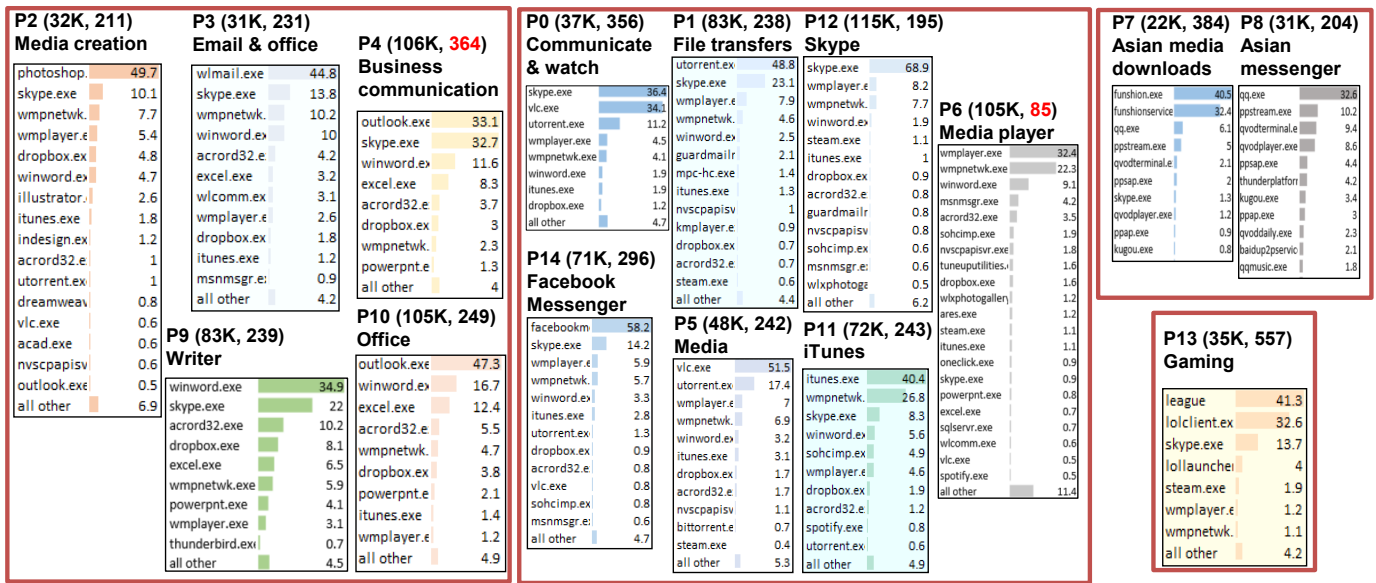 P2 (32K, 211)
Media creation
photoshop. 49.7
skype.exe 10.1
wmpnetwk. 7.7
wmplayer.e 5.4
dropbox.ex 4.8
winword.ex 4.7
illustrator. 2.6
itunes.exe 1.8
indesign.ex 1.2
acrord32.e 1
utorrent.ex 1
dreamweav 0.8
vlc.exe 0.6
acad.exe 0.6
nvscpapisv 0.6
outlook.exe 0.5
all other 6.9
P3 (31K, 231)
Email & office
wlmail.exe 44.8
skype.exe 13.8
wmpnetwk. 10.2
winword.ex 10
acrord32.e 4.2
excel.exe 3.2
wlcomm.ex 3.1
wmplayer.e 2.6
dropbox.ex 1.8
itunes.exe 1.2
msnmsgr.e 0.9
all other 4.2
P4 (106K, 364)
Business
communication
outlook.exe 33.1
skype.exe 32.7
winword.ex 11.6
excel.exe 8.3
acrord32.e 3.7
dropbox.ex 3
wmpnetwk. 2.3
powerpnt.e 1.3
all other 4
P9 (83K, 239)
Writer
winword.exe 34.9
skype.exe 22
acrord32.exe 10.2
dropbox.exe 8.1
excel.exe 6.5
wmpnetwk.exe 5.9
powerpnt.exe 4.1
wmplayer.exe 3.1
thunderbird.exe 0.7
all other 4.5
P10 (105K, 249)
Office
outlook.exe 47.3
winword.ex 16.7
excel.exe 12.4
acrord32.e 5.5
wmpnetwk. 4.7
dropbox.ex 3.8
powerpnt.e 2.1
itunes.exe 1.4
wmplayer.e 1.2
all other 4.9
P0 (37K, 356)
Communicate
& watch
skype.exe 36.4
vlc.exe 34.1
utorrent.exe 11.2
wmplayer.exe 4.5
wmpnetwk.exe 4.1
winword.exe 1.9
itunes.exe 1.9
dropbox.exe 1.2
all other 4.7
P1 (83K, 238)
File transfers
utorrent.ex 48.8
skype.exe 23.1
wmplayer.e 7.9
wmpnetwk. 4.6
winword.ex 2.5
guardmailr 2.1
mpc-hc.exe 1.4
itunes.exe 1.3
nvscpapisv 1
kmplayer.ex 0.9
dropbox.ex 0.7
acrord32.e 0.7
steam.exe 0.6
all other 4.4
P12 (115K, 195)
Skype
skype.exe 68.9
wmplayer.e 8.2
wmpnetwk. 7.7
winword.ex 1.9
steam.exe 1.1
itunes.exe 1
dropbox.ex 0.9
acrord32.e 0.8
guardmailr 0.8
nvscpapisv 0.8
sohcimp.ex 0.6
msnmsgr.e 0.6
wlxphotoga 0.5
all other 6.2
P6 (105K, 85)
Media player
wmplayer.exe 32.4
wmpnetwk.exe 22.3
winword.exe 9.1
msnmsgr.exe 4.2
acrord32.exe 3.5
sohcimp.exe 1.9
nvscpapisvr.exe 1.8
tuneuputilities. 1.6
dropbox.exe 1.6
wlxphotogallery 1.2
ares.exe 1.2
steam.exe 1.1
itunes.exe 1.1
oneclick.exe 0.9
skype.exe 0.9
powerpnt.exe 0.8
excel.exe 0.7
sqlservr.exe 0.7
wlcomm.exe 0.6
vlc.exe 0.5
spotify.exe 0.5
all other 11.4
P14 (71K, 296)
Facebook
Messenger
facebookm 58.2
skype.exe 14.2
wmplayer.e 5.9
wmpnetwk. 5.7
winword.ex 3.3
itunes.exe 2.8
utorrent.ex 1.3
dropbox.ex 0.9
acrord32.e 0.8
vlc.exe 0.8
sohcimp.ex 0.8
msnmsgr.e 0.6
all other 4.7
P5 (48K, 242)
Media
vlc.exe 51.5
utorrent.ex 17.4
wmplayer.e 7
wmpnetwk. 6.9
winword.ex 3.2
itunes.exe 3.1
dropbox.ex 1.7
acrord32.e 1.7
nvscpapisv 1.1
bittorrent.e 0.7
steam.exe 0.4
all other 5.3
P11 (72K, 243)
iTunes
itunes.exe 40.4
wmpnetwk. 26.8
skype.exe 8.3
winword.ex 5.6
sohcimp.ex 4.9
wmplayer.e 4.6
dropbox.ex 1.9
acrord32.e 1.2
spotify.exe 0.8
utorrent.ex 0.6
all other 4.9
P7 (22K, 384)
Asian media
downloads
funshion.exe 40.5
funshionservice 32.4
qq.exe 6.1
ppstream.exe 5
qvodterminal.e 2.1
ppsap.exe 2
skype.exe 1.3
qvodplayer.exe 1.2
ppap.exe 0.9
kugou.exe 0.8
P8 (31K, 204)
Asian
messenger
qq.exe 32.6
ppstream.exe 10.2
qvodterminal.e 9.4
qvodplayer.exe 8.6
ppsap.exe 4.4
thunderplatforr 4.2
kugou.exe 3.4
ppap.exe 3
qvoddaily.exe 2.3
baidup2pservic 2.1
qqmusic.exe 1.8
P13 (35K, 557)
Gaming
league 41.3
lolclient.ex 32.6
skype.exe 13.7
lollauncher 4
steam.exe 1.9
wmplayer.e 1.2
wmpnetwk. 1.1
all other 4.2